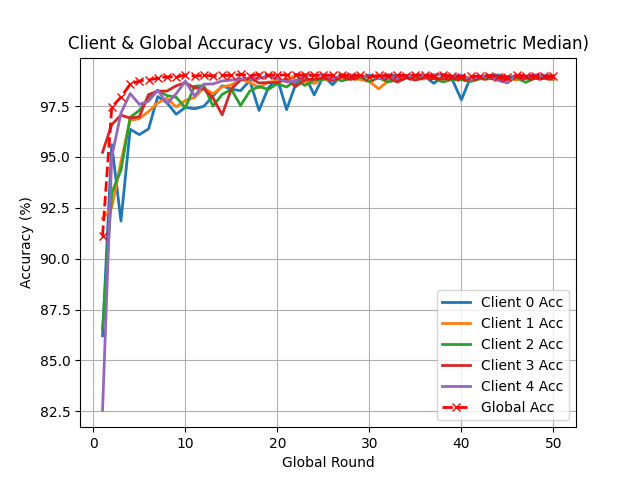 Client & Global Accuracy vs. Global Round (Geometric Median)
Accuracy (%)
97.5
95.0
92.5
90.0
87.5
85.0
82.5
Client 0 Acc
Client 1 Acc
Client 2 Acc
Client 3 Acc
Client 4 Acc
Global Acc
0 10 20 30 40 50
Global Round